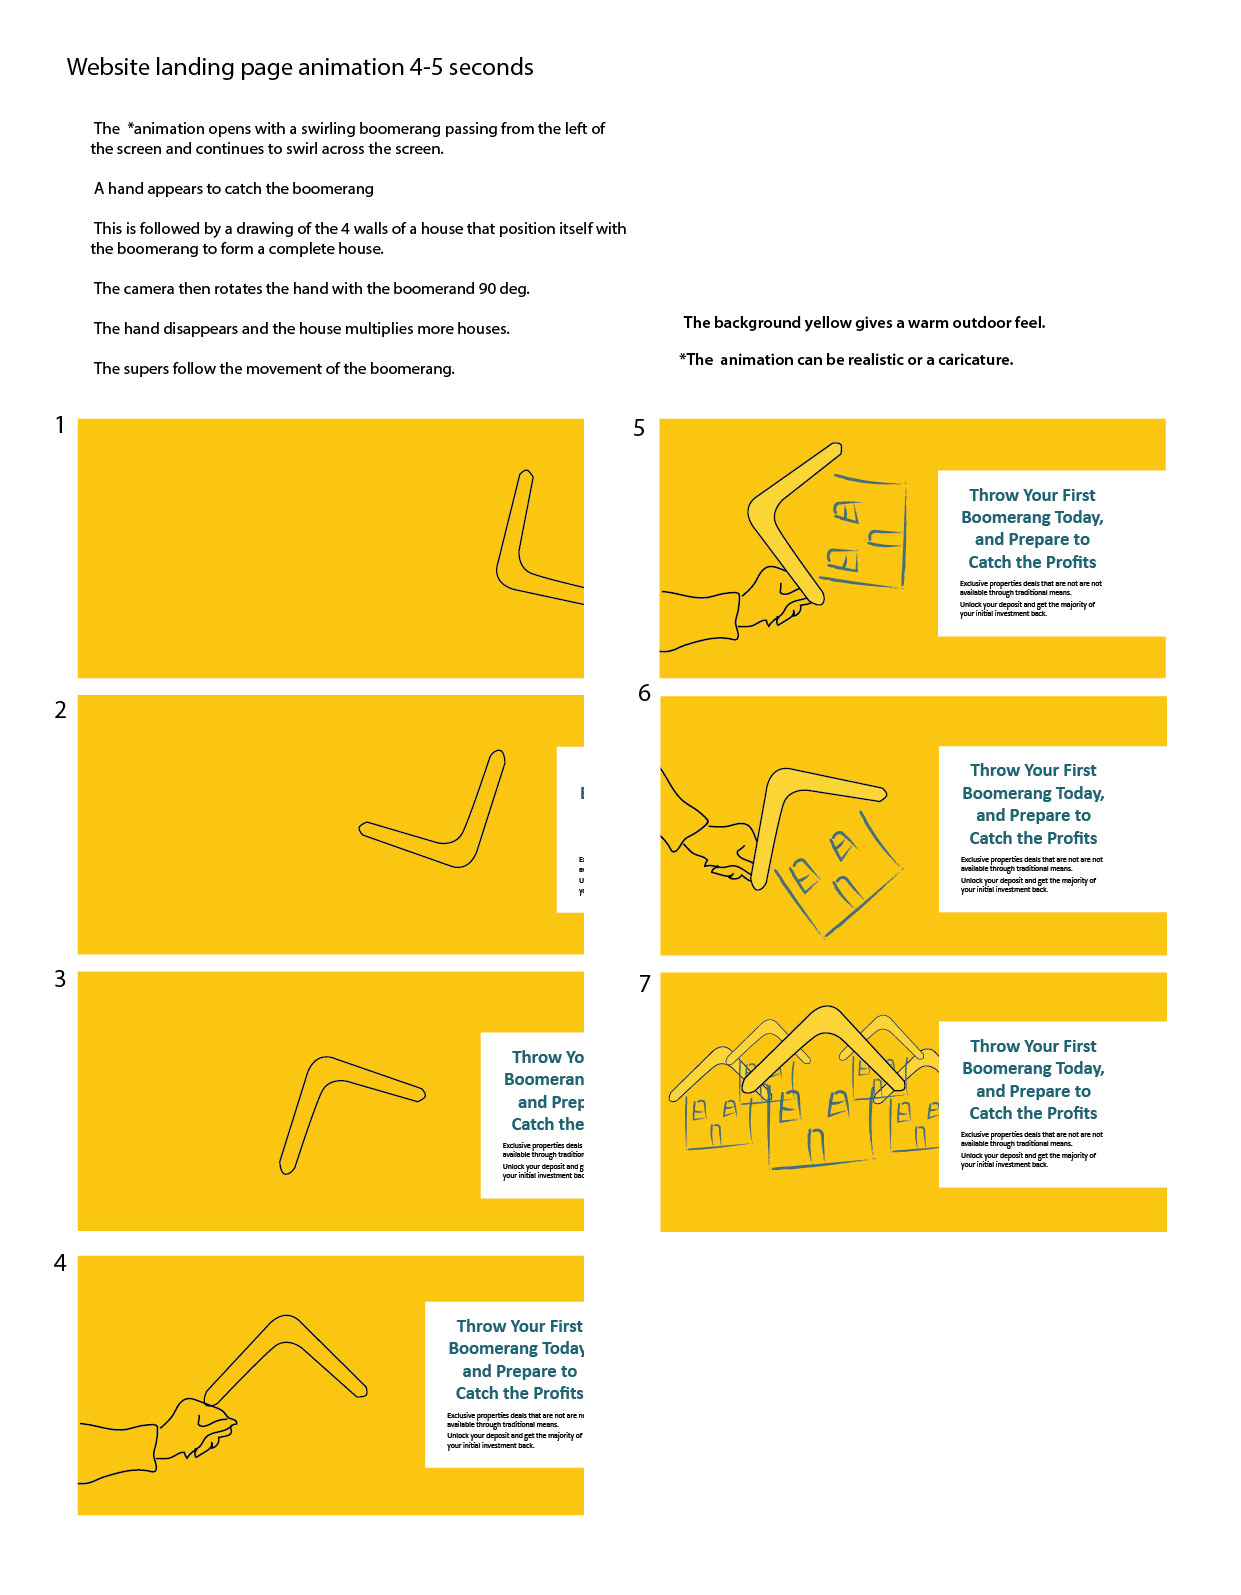 Website landing page animation 4-5 seconds
The *animation opens with a swirling boomerang passing from the left of
the screen and continues to swirl across the screen.
A hand appears to catch the boomerang
This is followed by a drawing of the 4 walls of a house that position itself with
the boomerang to form a complete house.
The camera then rotates the hand with the boomerand 90 deg.
The hand disappears and the house multiplies more houses.
The supers follow the movement of the boomerang.
The background yellow gives a warm outdoor feel.
*The animation can be realistic or a caricature.
1
2
E
Ex
a
U
yo
3
Throw Yo
Boomeran
and Prep
Catch the
Exclusive properties deals
available through tradition
Unlock your deposit and g
your initial investment bac
4
Throw Your First
Boomerang Today
and Prepare to
Catch the Profits
Exclusive properties deals that are not are no
available through traditional means.
Unlock your deposit and get the majority of
your initial investment back.
5
Throw Your First
Boomerang Today,
and Prepare to
Catch the Profits
Exclusive properties deals that are not are not
available through traditional means.
Unlock your deposit and get the majority of
your initial investment back.
6
Throw Your First
Boomerang Today,
and Prepare to
Catch the Profits
Exclusive properties deals that are not are not
available through traditional means.
Unlock your deposit and get the majority of
your initial investment back.
7
Throw Your First
Boomerang Today,
and Prepare to
Catch the Profits
Exclusive properties deals that are not are not
available through traditional means.
Unlock your deposit and get the majority of
your initial investment back.